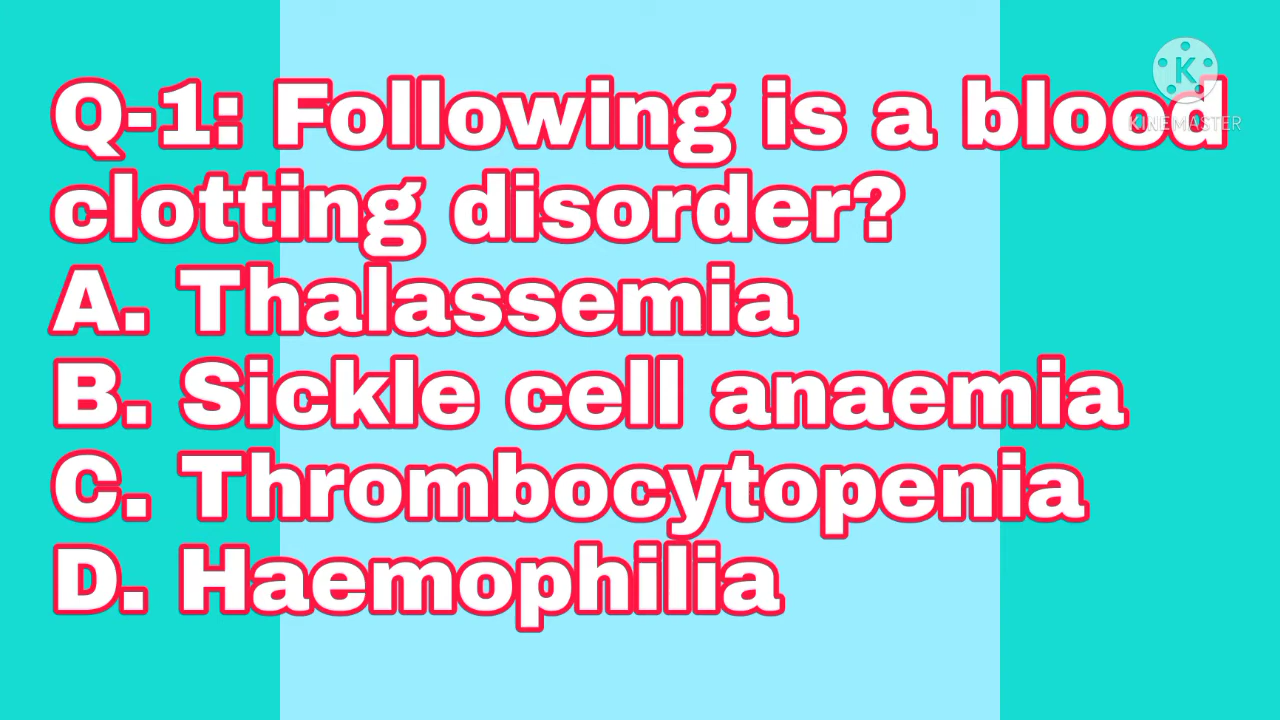 Q-1: Following is a blood
clotting disorder?
A. Thalassemia
B. Sickle cell anaemia
C. Thrombocytopenia
D. Haemophilia
K
KINEMASTER